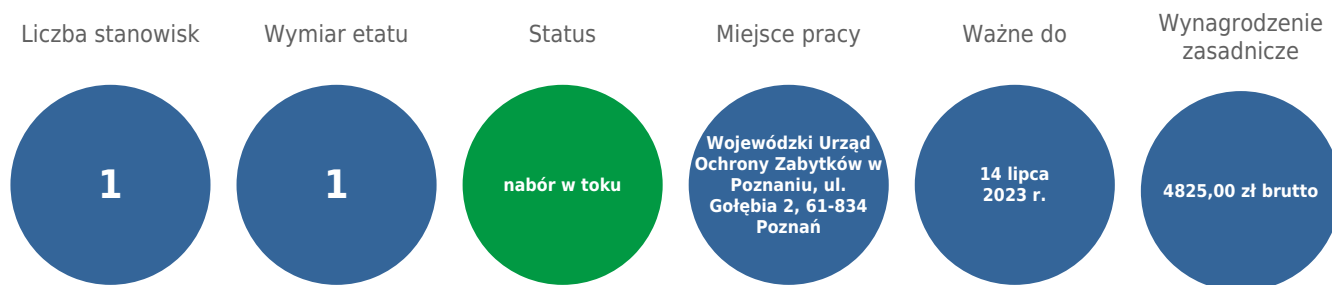 Liczba stanowisk
Wymiar etatu
Status
Miejsce pracy
Ważne do
Wynagrodzenie
zasadnicze
1
1
nabór w toku
Wojewódzki Urząd
Ochrony Zabytków w
Poznaniu, ul.
Gołębia 2, 61-834
Poznań
14 lipca
2023 r.
4825,00 zł brutto